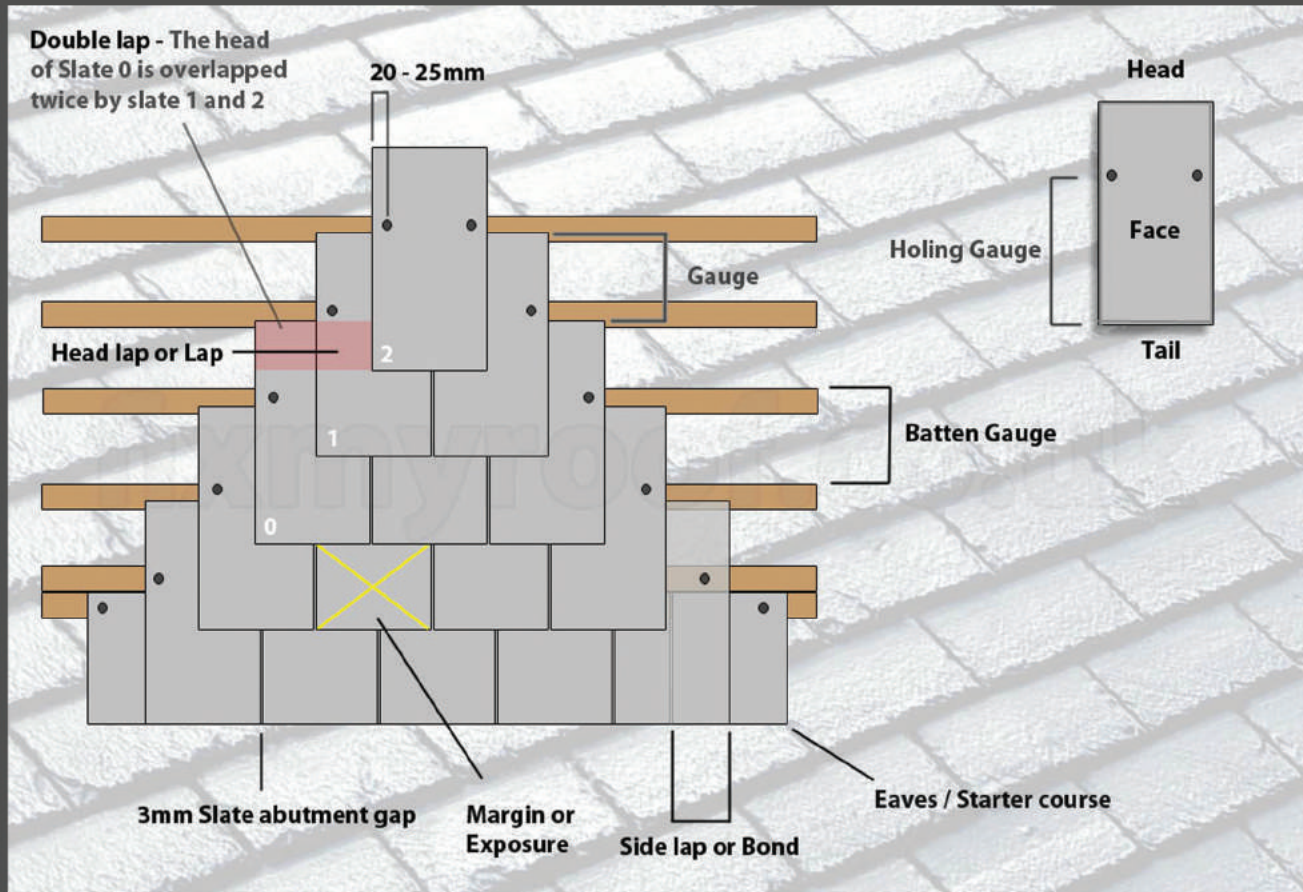 Double lap - The head
of Slate 0 is overlapped
twice by slate 1 and 2
20 - 25mm
Head
Holing Gauge
Face
Tail
Gauge
Head lap or Lap
2
1
0
Batten Gauge
3mm Slate abutment gap
Margin or
Exposure
Side lap or Bond
Eaves / Starter course